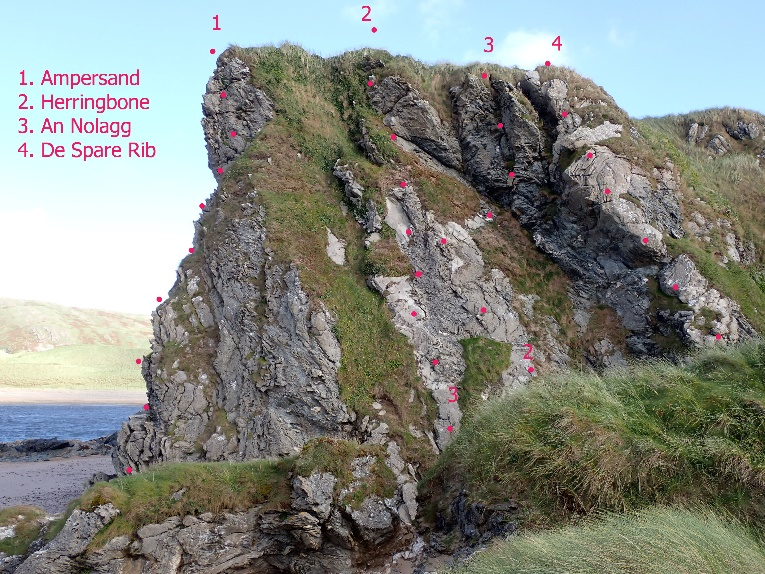 1
2
3
4
1. Ampersand
2. Herringbone
3. An Nolagg
4. De Spare Rib
2
3